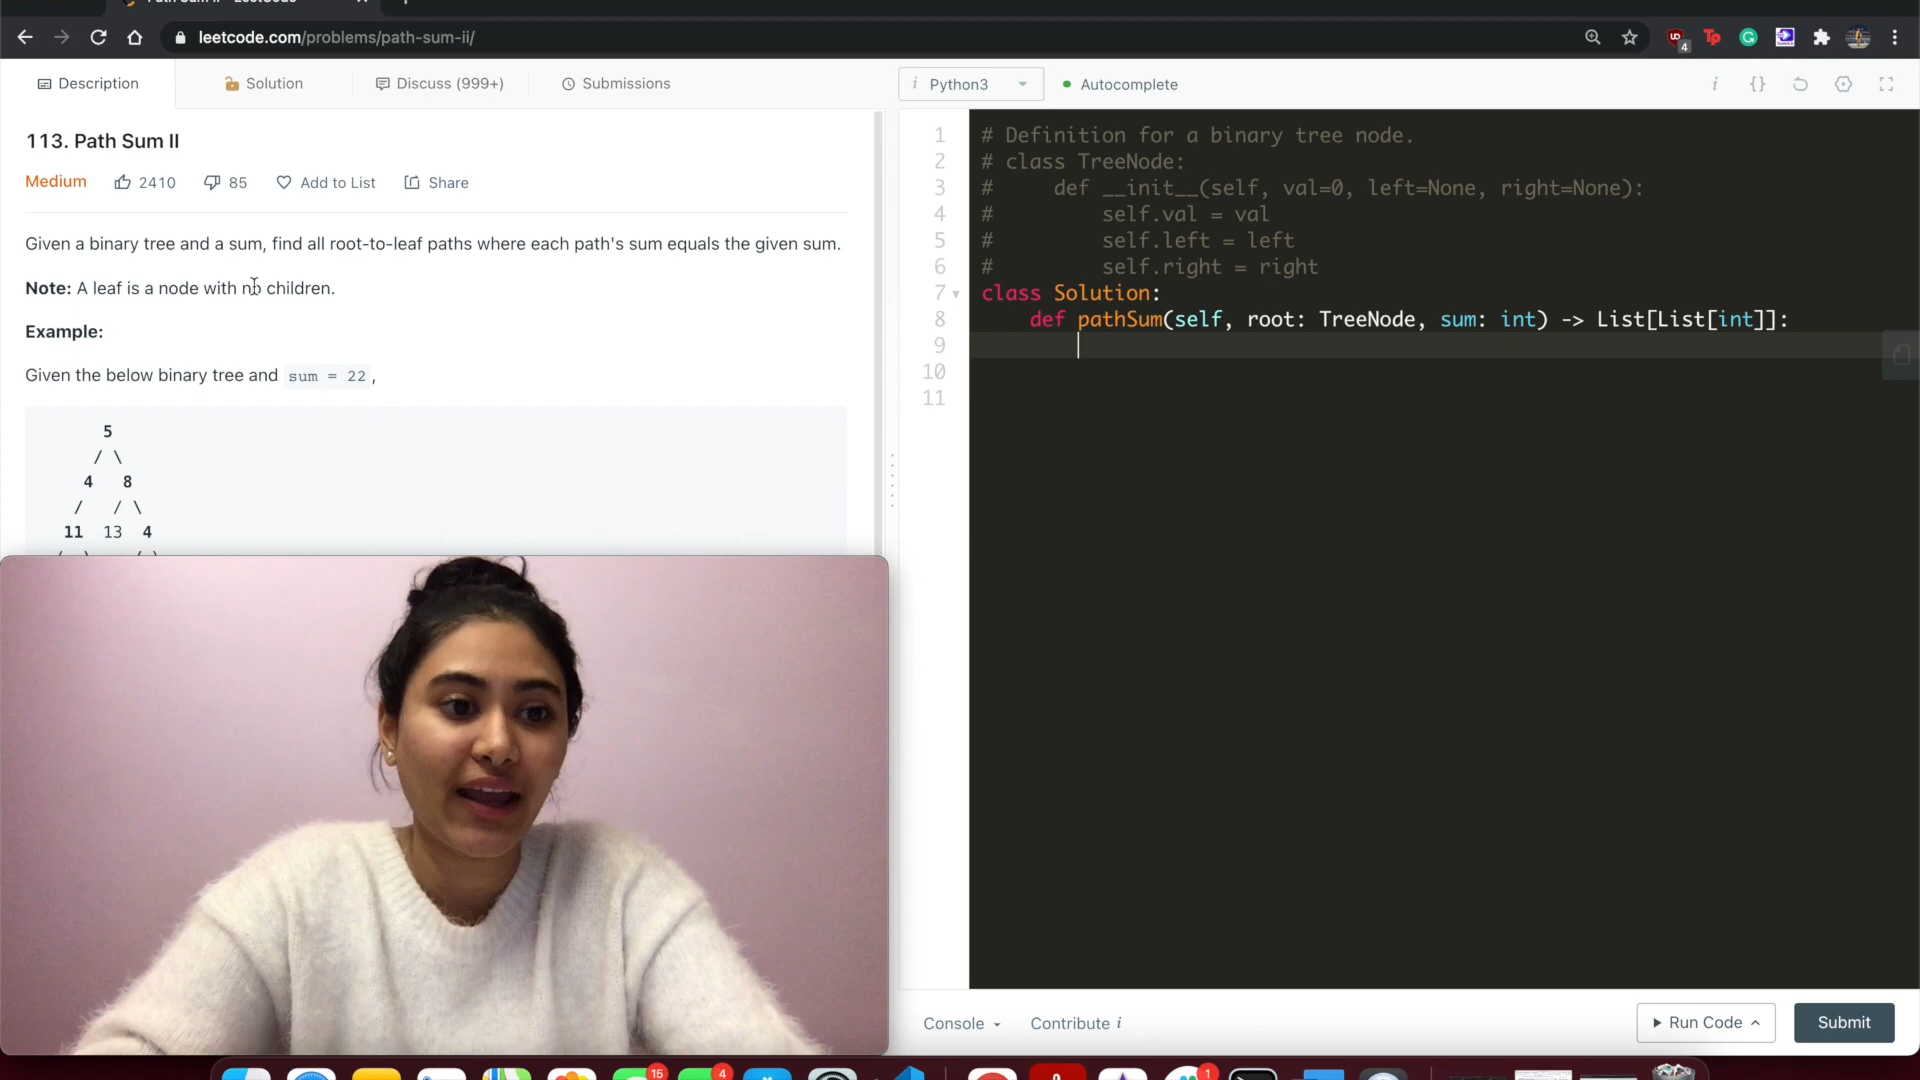 leetcode.com/problems/path-sum-ii/
4
Description
Solution
Discuss (999+)
Submissions
i Python3
Autocomplete
i {}
113. Path Sum II
Medium
2410
85
Add to List
Share
Given a binary tree and a sum, find all root-to-leaf paths where each path's sum equals the given sum.
Note: A leaf is a node with no children.
Example:
Given the below binary tree and sum = 22,
5
/ \
4 8
/ / \
11 13 4
1 # Definition for a binary tree node.
2 # class TreeNode:
3 # def __init__(self, val=0, left=None, right=None):
4 # self.val = val
5 # self.left = left
6 # self.right = right
7 class Solution:
8 def pathSum(self, root: TreeNode, sum: int) -> List[List[int]]:
9
10
11
Console
Contribute i
Run Code
Submit
15
4
1